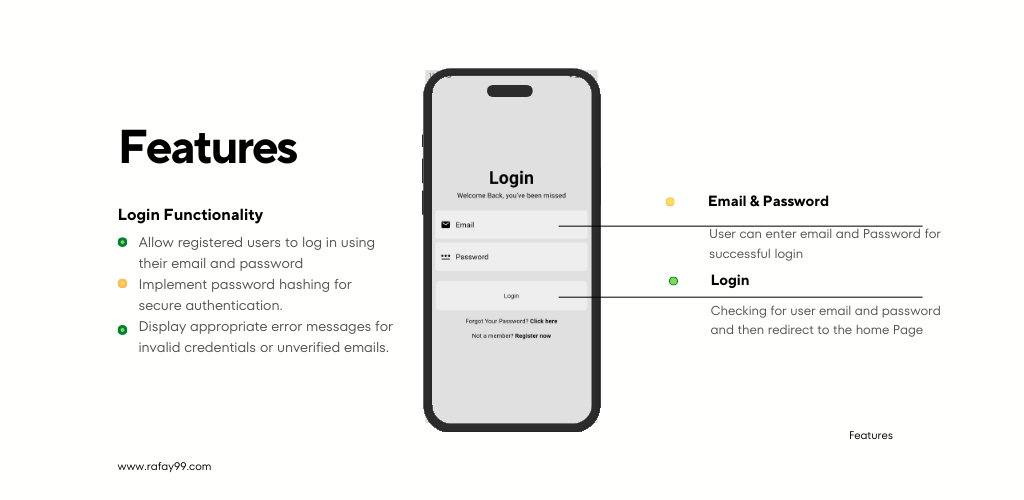 Features
Login Functionality
Allow registered users to log in using
their email and password
Implement password hashing for
secure authentication.
Display appropriate error messages for
invalid credentials or unverified emails.
Login
Welcome Back, you've been missed
Email
Password
Login
Forgot Your Password? Click here
Not a member? Register now
Email & Password
User can enter email and Password for
successful login
Login
Checking for user email and password
and then redirect to the home Page
Features
www.rafay99.com